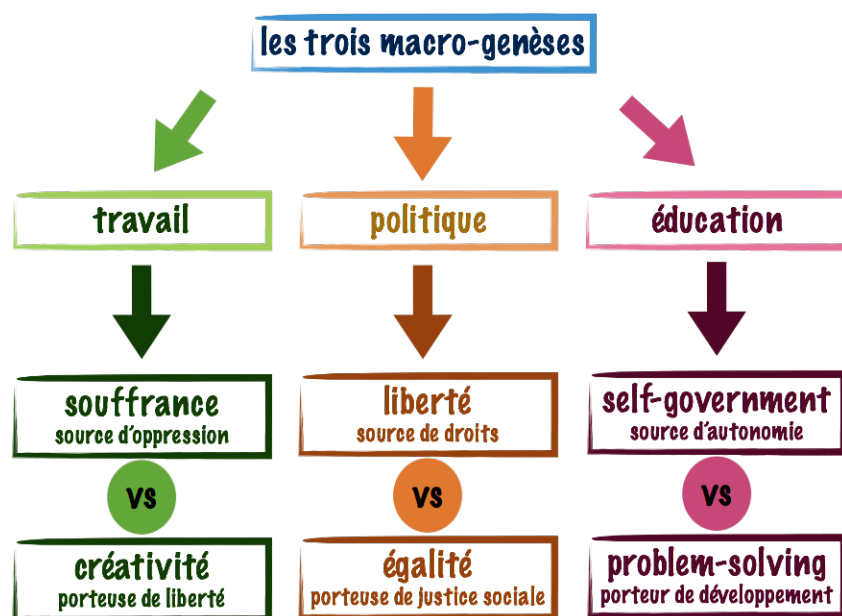 les trois macro-genèses
travail
politique
éducation
souffrance
source d'oppression
liberté
source de droits
self-government
source d'autonomie
vs
vs
vs
créativité
porteuse de liberté
égalité
porteuse de justice sociale
problem-solving
porteur de développement